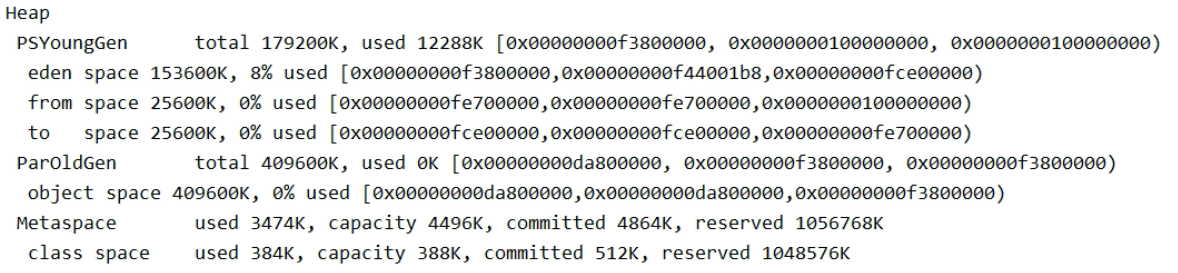 Heap
 PSYoungGen      total 179200K, used 12288K [0x00000000f3800000, 0x0000000100000000, 0x0000000100000000)
  eden space 153600K, 8% used [0x00000000f3800000,0x00000000f44001b8,0x00000000fce00000)
  from space 25600K, 0% used [0x00000000fe700000,0x00000000fe700000,0x0000000100000000)
  to   space 25600K, 0% used [0x00000000fce00000,0x00000000fce00000,0x00000000fe700000)
 ParOldGen       total 409600K, used 0K [0x00000000da800000, 0x00000000f3800000, 0x00000000f3800000)
  object space 409600K, 0% used [0x00000000da800000,0x00000000da800000,0x00000000f3800000)
 Metaspace       used 3474K, capacity 4496K, committed 4864K, reserved 1056768K
  class space    used 384K, capacity 388K, committed 512K, reserved 1048576K